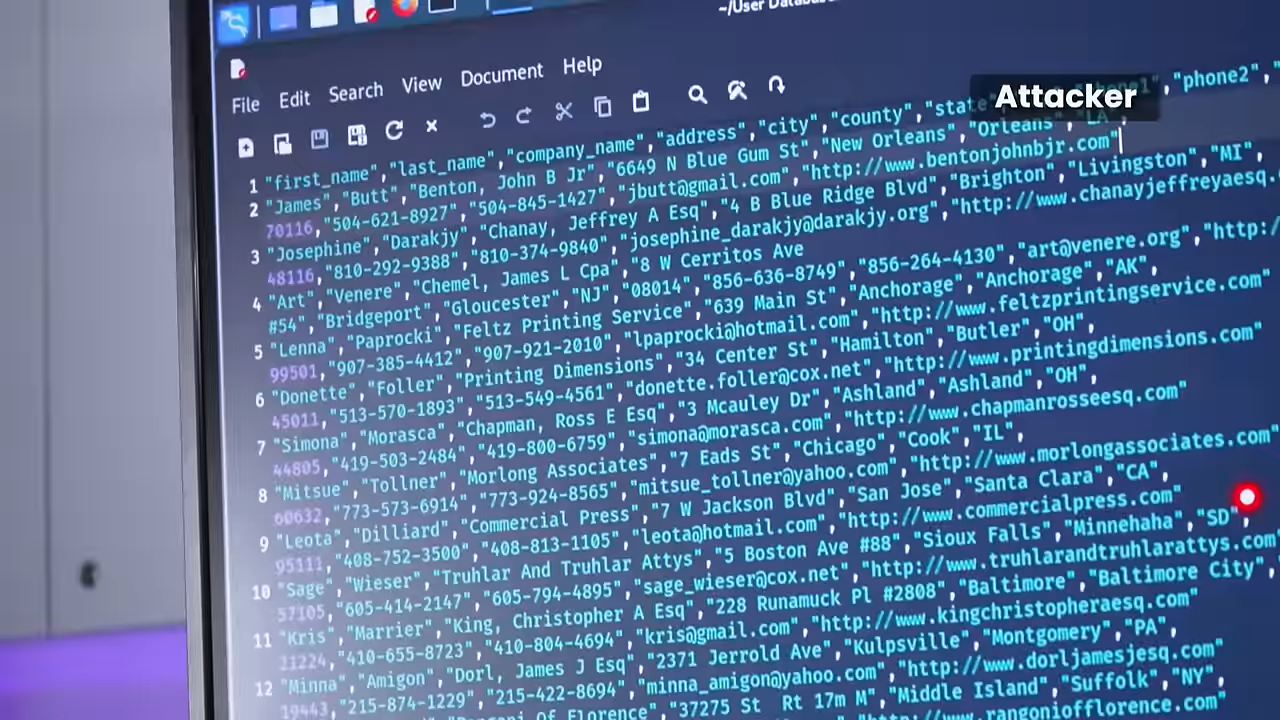 ~/User Databas
File Edit Search View Document Help
Attacker
1 "first_name","last_name","company_name","address","city","county","state" "phone2",
2 "James","Butt","Benton, John B Jr","6649 N Blue Gum St","New Orleans","Orleans","LA",
70116,"504-621-8927","504-845-1427","jbutt@gmail.com","http://www.bentonjohnbjr.com"
3 "Josephine","Darakjy","Chanay, Jeffrey A Esq","4 B Blue Ridge Blvd","Brighton","Livingston","MI",
48116,"810-292-9388","810-374-9840","josephine_darakjy@darakjy.org","http://www.chanayjeffreyaesq.
4 "Art","Venere","Chemel, James L Cpa","8 W Cerritos Ave
#54","Bridgeport","Gloucester","NJ","08014","856-636-8749","856-264-4130","art@venere.org","http:/
5 "Lenna","Paprocki","Feltz Printing Service","639 Main St","Anchorage","Anchorage","AK",
99501,"907-385-4412","907-921-2010","lpaprocki@hotmail.com","http://www.feltzprintingservice.com"
6 "Donette","Foller","Printing Dimensions","34 Center St","Hamilton","Butler","OH",
45011,"513-570-1893","513-549-4561","donette.foller@cox.net","http://www.printingdimensions.com"
7 "Simona","Morasca","Chapman, Ross E Esq","3 Mcauley Dr","Ashland","Ashland","OH",
44805,"419-503-2484","419-800-6759","simona@morasca.com","http://www.chapmanrosseesq.com"
8 "Mitsue","Tollner","Morlong Associates","7 Eads St","Chicago","Cook","IL",
60632,"773-573-6914","773-924-8565","mitsue_tollner@yahoo.com","http://www.morlongassociates.com"
9 "Leota","Dilliard","Commercial Press","7 W Jackson Blvd","San Jose","Santa Clara","CA",
95111,"408-752-3500","408-813-1105","leota@hotmail.com","http://www.commercialpress.com"
10 "Sage","Wieser","Truhlar And Truhlar Attys","5 Boston Ave #88","Sioux Falls","Minnehaha","SD",
57105,"605-414-2147","605-794-4895","sage_wieser@cox.net","http://www.truhlarandtruhlarattys.com"
11 "Kris","Marrier","King, Christopher A Esq","228 Runamuck Pl #2808","Baltimore","Baltimore City",
21224,"410-655-8723","410-804-4694","kris@gmail.com","http://www.kingchristopheraesq.com"
12 "Minna","Amigon","Dorl, James J Esq","2371 Jerrold Ave","Kulpsville","Montgomery","PA",
19443,"215-874-1229","215-422-8694","minna_amigon@yahoo.com","http://www.dorljamesjesq.com"
Of Florence","37275 St Rt 17m M","Middle Island","Suffolk","NY",
www.rangoniofflorence.com"